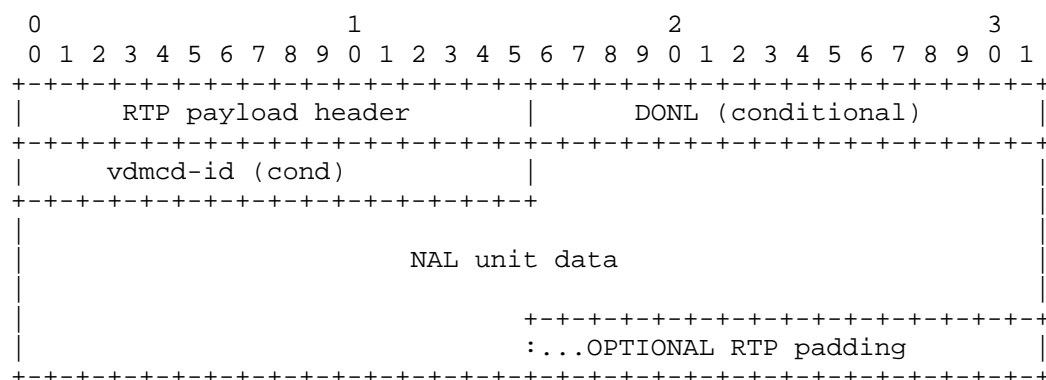 0                   1                   2                   3
 0 1 2 3 4 5 6 7 8 9 0 1 2 3 4 5 6 7 8 9 0 1 2 3 4 5 6 7 8 9 0 1
+-+-+-+-+-+-+-+-+-+-+-+-+-+-+-+-+-+-+-+-+-+-+-+-+-+-+-+-+-+-+-+-+
|      RTP payload header       |      DONL (conditional)       |
+-+-+-+-+-+-+-+-+-+-+-+-+-+-+-+-+-+-+-+-+-+-+-+-+-+-+-+-+-+-+-+-+
|     vdmcd-id (cond)           |                               |
+-+-+-+-+-+-+-+-+-+-+-+-+-+-+-+-+                               |
|                                                               |
|                        NAL unit data                          |
|                                                               |
|                               +-+-+-+-+-+-+-+-+-+-+-+-+-+-+-+-+
|                               :...OPTIONAL RTP padding        |
+-+-+-+-+-+-+-+-+-+-+-+-+-+-+-+-+-+-+-+-+-+-+-+-+-+-+-+-+-+-+-+-+